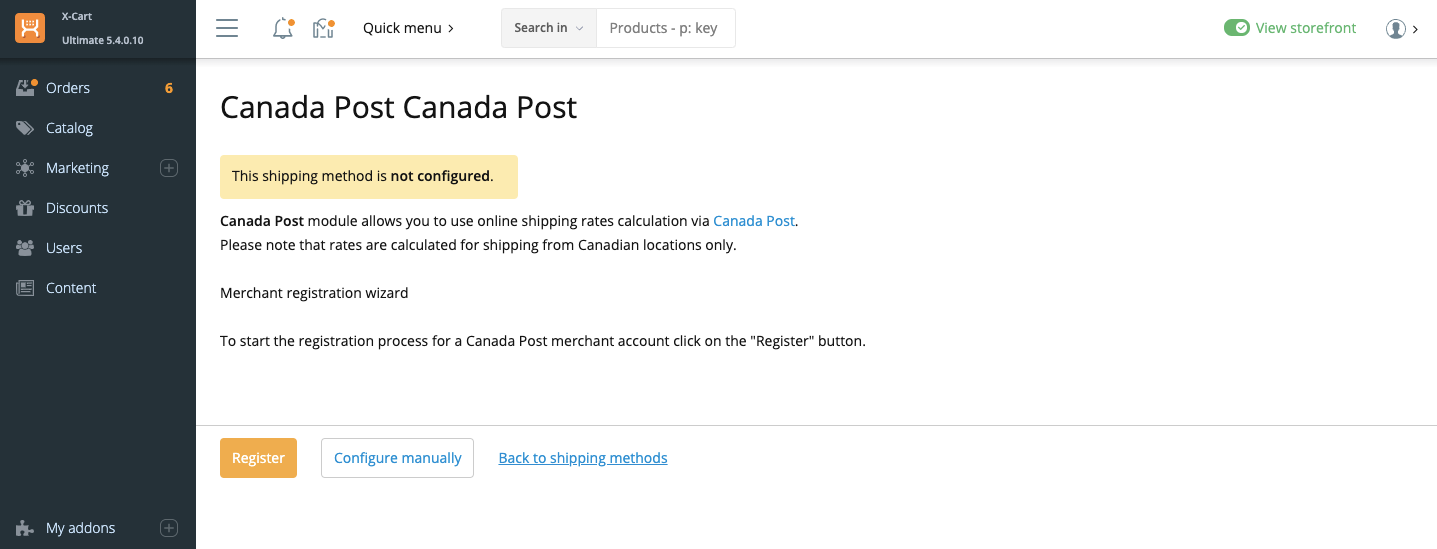 X-Cart
Ultimate 5.4.0.10
Quick menu
Search in
Products - p: key
View storefront
Orders 6
Catalog
Marketing
Discounts
Users
Content
My addons
Canada Post Canada Post
This shipping method is not configured.
Canada Post module allows you to use online shipping rates calculation via Canada Post.
Please note that rates are calculated for shipping from Canadian locations only.
Merchant registration wizard
To start the registration process for a Canada Post merchant account click on the "Register" button.
Register
Configure manually
Back to shipping methods